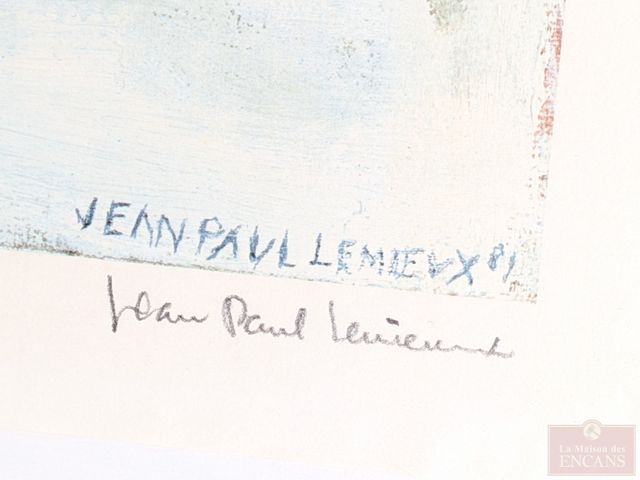 JEAN PAUL LEMIEUX 81
Jean Paul Lemieux
La Maison des
ENCANS